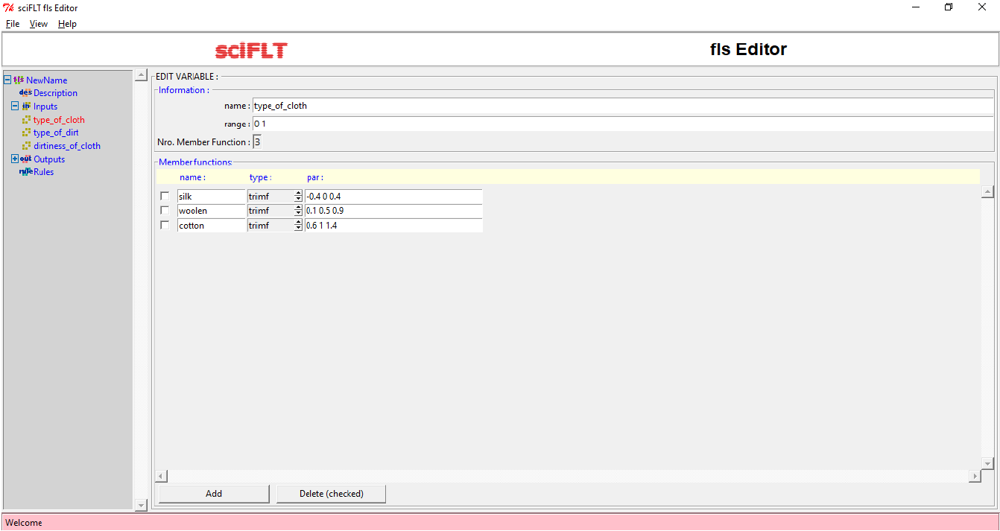 sciFLT fls Editor
File View Help
sciFLT
fls Editor
fls NewName
des Description
in Inputs
type_of_cloth
type_of_dirt
dirtiness_of_cloth
out Outputs
rule Rules
EDIT VARIABLE :
Information :
name : type_of_cloth
range : 0 1
Nro. Member Function : 3
Member functions:
name : type : par :
silk trimf -0.4 0 0.4
woolen trimf 0.1 0.5 0.9
cotton trimf 0.6 1 1.4
Add Delete (checked)
Welcome